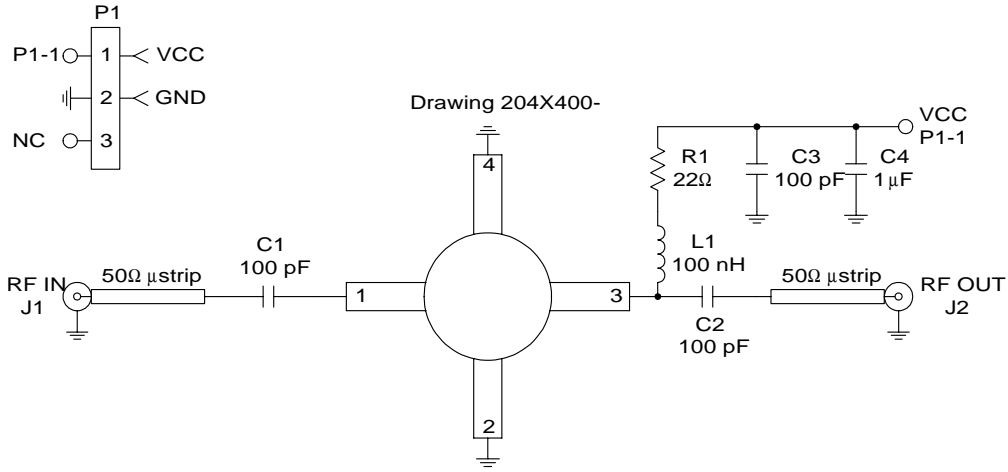 P1
P1-1 1 VCC
2 GND
NC 3
Drawing 204X400-
4
R1
22Ω
C3
100 pF
C4
1 µF
VCC
P1-1
L1
100 nH
RF IN
J1
50Ω µstrip
C1
100 pF
1
3
C2
100 pF
50Ω µstrip
RF OUT
J2
2